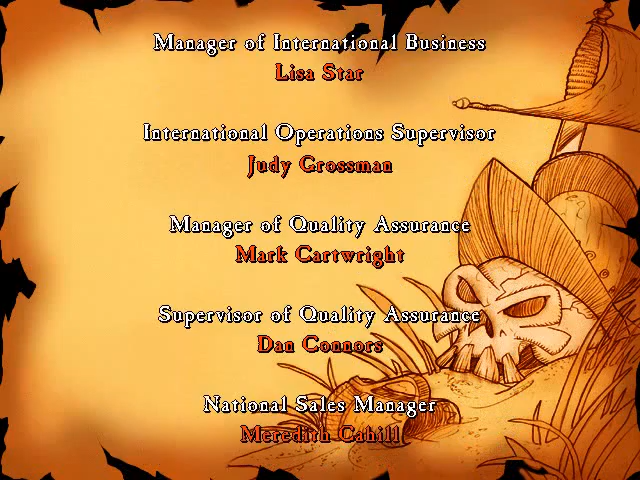 Manager of International Business
Lisa Star
International Operations Supervisor
Judy Grossman
Manager of Quality Assurance
Mark Cartwright
Supervisor of Quality Assurance
Dan Connors
National Sales Manager
Meredith Cahill